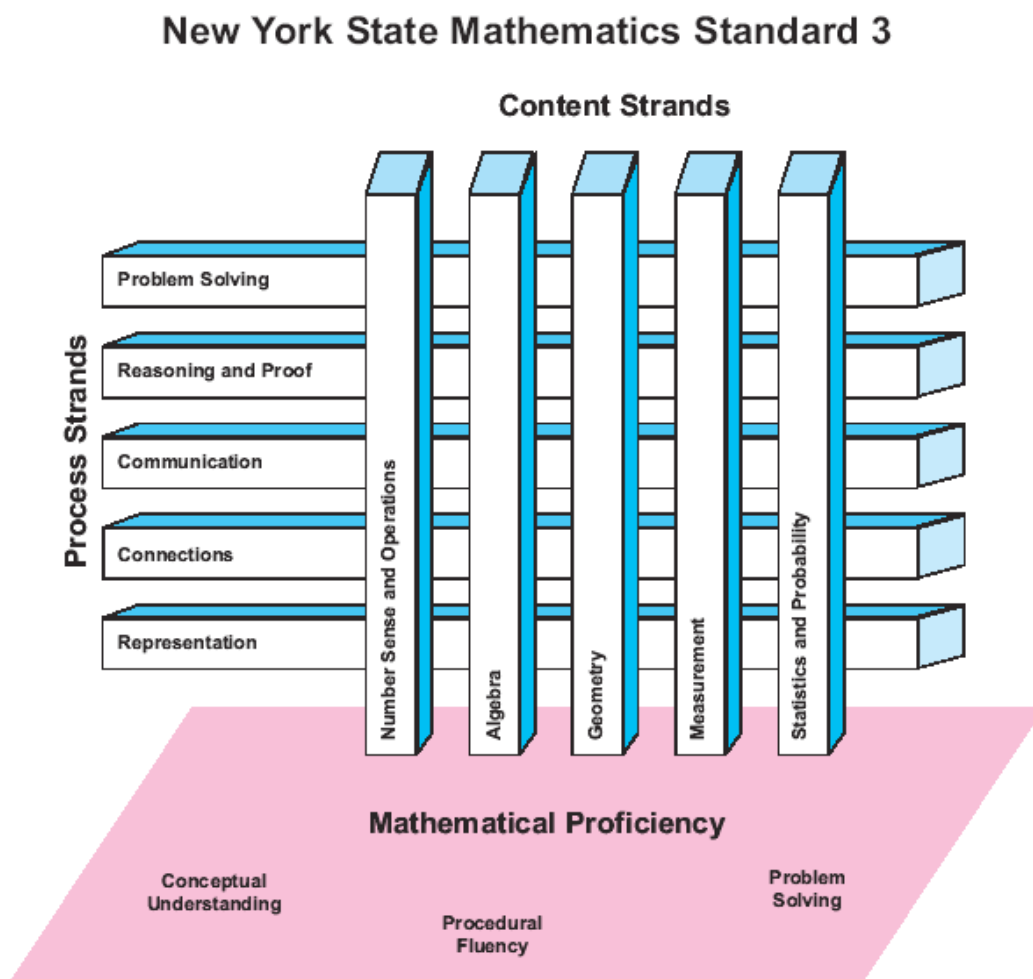 New York State Mathematics Standard 3
Content Strands
Process Strands
Problem Solving
Reasoning and Proof
Communication
Connections
Representation
Number Sense and Operations
Algebra
Geometry
Measurement
Statistics and Probability
Mathematical Proficiency
Conceptual
Understanding
Procedural
Fluency
Problem
Solving